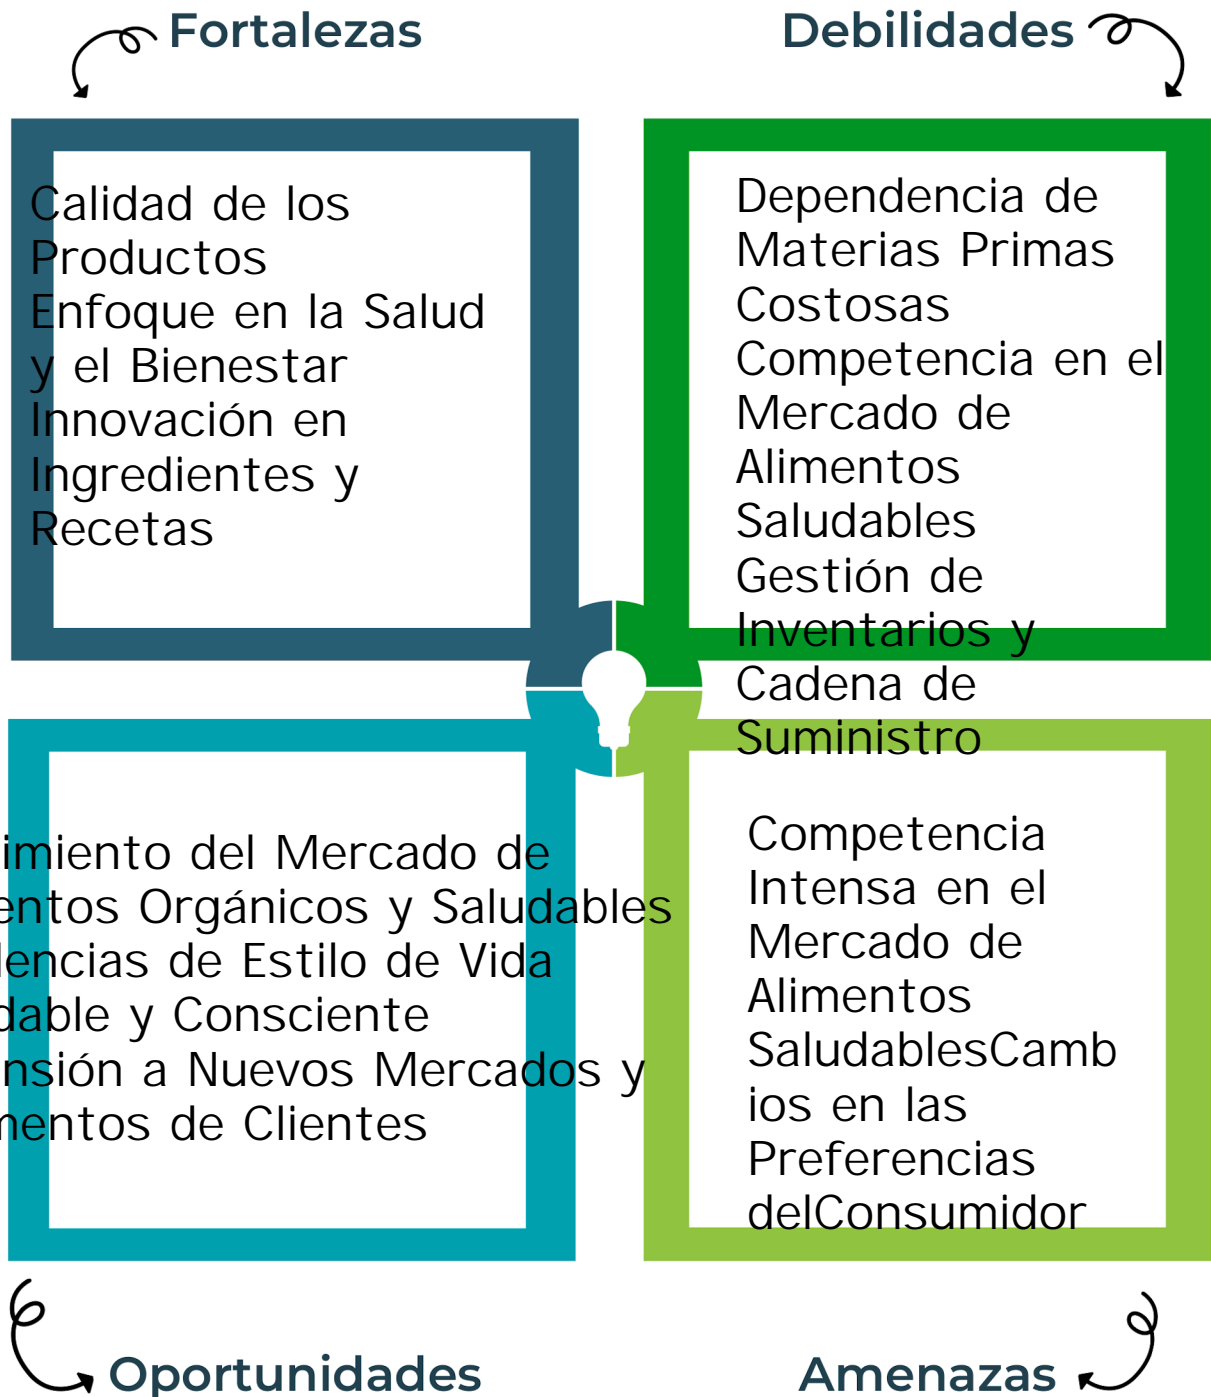 Fortalezas
Calidad de los
Productos
Enfoque en la Salud
y el Bienestar
Innovación en
Ingredientes y
Recetas
Debilidades
Dependencia de
Materias Primas
Costosas
Competencia en el
Mercado de
Alimentos
Saludables
Gestión de
Inventarios y
Cadena de
Suministro
imiento del Mercado de
entos Orgánicos y Saludables
dencias de Estilo de Vida
dable y Consciente
nsión a Nuevos Mercados y
mentos de Clientes
Oportunidades
Competencia
Intensa en el
Mercado de
Alimentos
SaludablesCamb
ios en las
Preferencias
delConsumidor
Amenazas